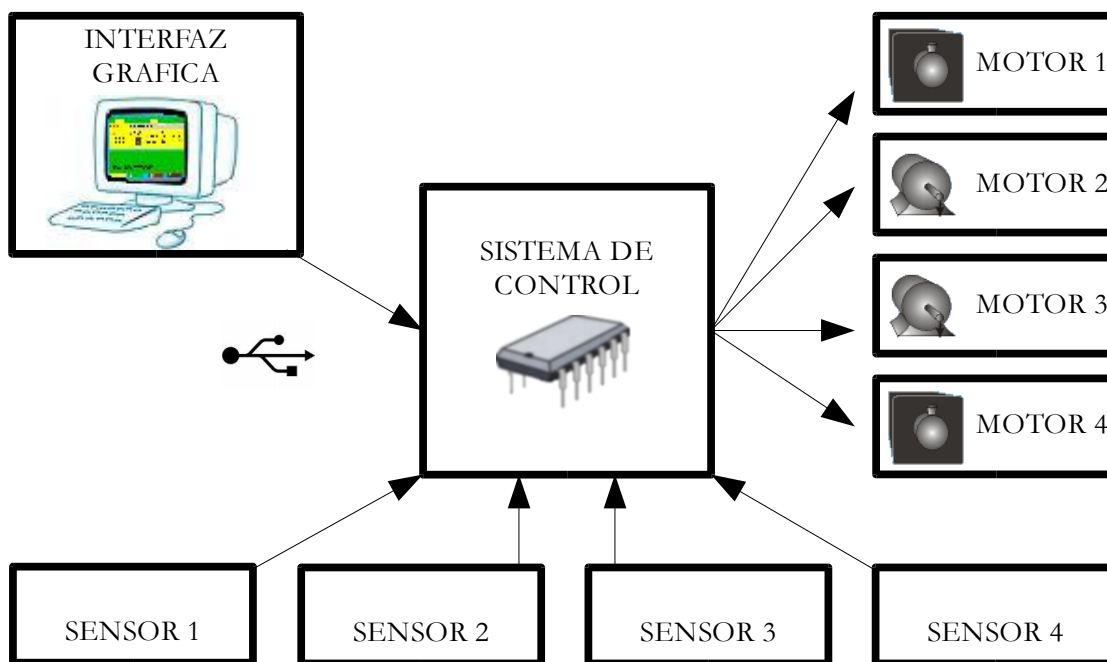 INTERFAZ
GRAFICA
SISTEMA DE
CONTROL
MOTOR 1
MOTOR 2
MOTOR 3
MOTOR 4
SENSOR 1
SENSOR 2
SENSOR 3
SENSOR 4